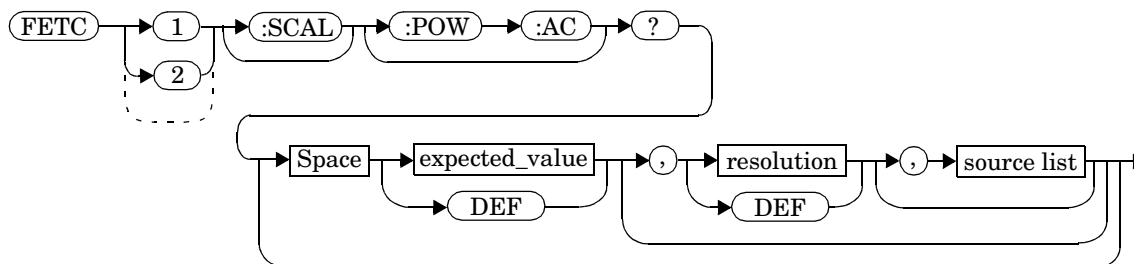 FETC 1 :SCAL :POW :AC ?
2
Space expected_value , resolution , source list
DEF DEF